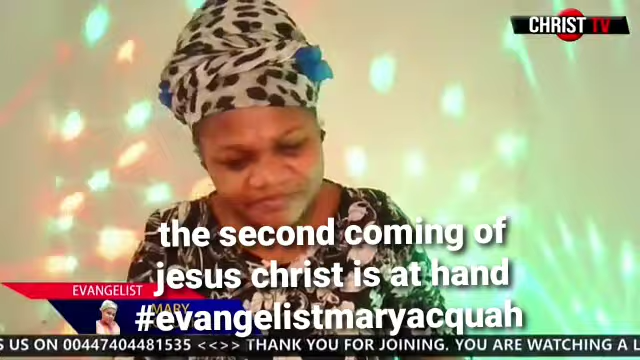 CHRIST TV
the second coming of
jesus christ is at hand
#evangelistmaryacquah
EVANGELIST
MARY
S US ON 00447404481535 <<>> THANK YOU FOR JOINING. YOU ARE WATCHING A L